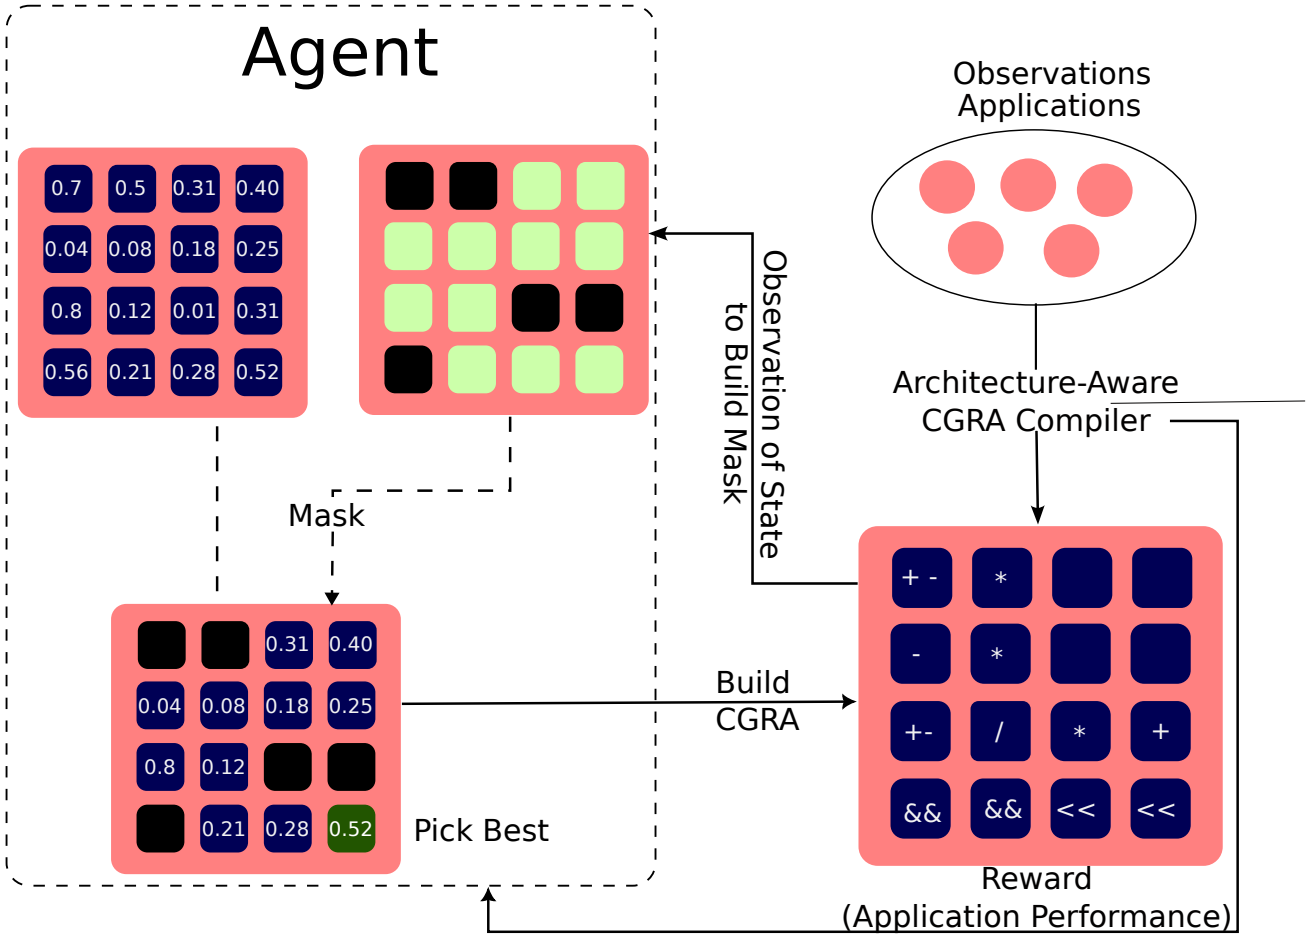 Agent
0.7 0.5 0.31 0.40
0.04 0.08 0.18 0.25
0.8 0.12 0.01 0.31
0.56 0.21 0.28 0.52
Mask
0.31 0.40
0.04 0.08 0.18 0.25
0.8 0.12
0.21 0.28 0.52
Pick Best
Observation of State
to Build Mask
Build
CGRA
Observations
Applications
Architecture-Aware
CGRA Compiler
+ - *
- *
+- / * +
&& && << <<
Reward
(Application Performance)